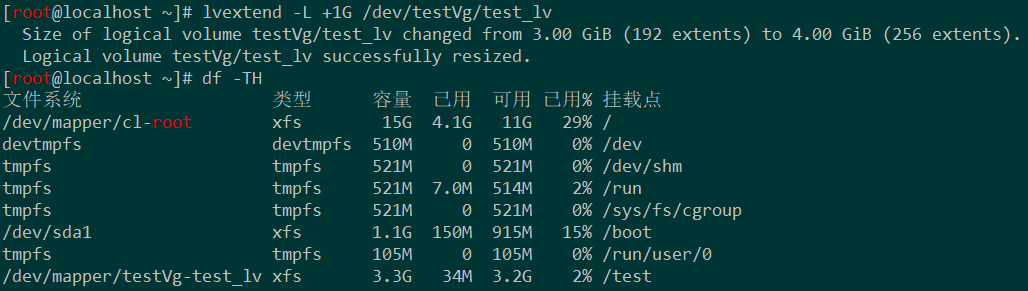 [root@localhost ~]# lvextend -L +1G /dev/testVg/test_lv
  Size of logical volume testVg/test_lv changed from 3.00 GiB (192 extents) to 4.00 GiB (256 extents).
  Logical volume testVg/test_lv successfully resized.
[root@localhost ~]# df -TH
文件系统                  类型      容量  已用  可用 已用% 挂载点
/dev/mapper/cl-root       xfs        15G  4.1G   11G   29% /
devtmpfs                  devtmpfs  510M     0  510M    0% /dev
tmpfs                     tmpfs     521M     0  521M    0% /dev/shm
tmpfs                     tmpfs     521M  7.0M  514M    2% /run
tmpfs                     tmpfs     521M     0  521M    0% /sys/fs/cgroup
/dev/sda1                 xfs       1.1G  150M  915M   15% /boot
tmpfs                     tmpfs     105M     0  105M    0% /run/user/0
/dev/mapper/testVg-test_lv xfs      3.3G   34M  3.2G    2% /test